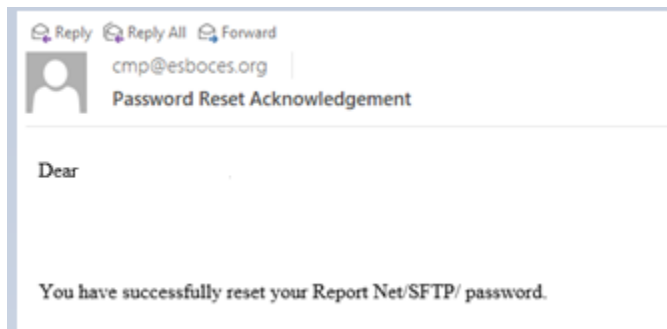 Reply Reply All Forward
cmp@esboces.org
Password Reset Acknowledgement
Dear
You have successfully reset your Report Net/SFTP/ password.